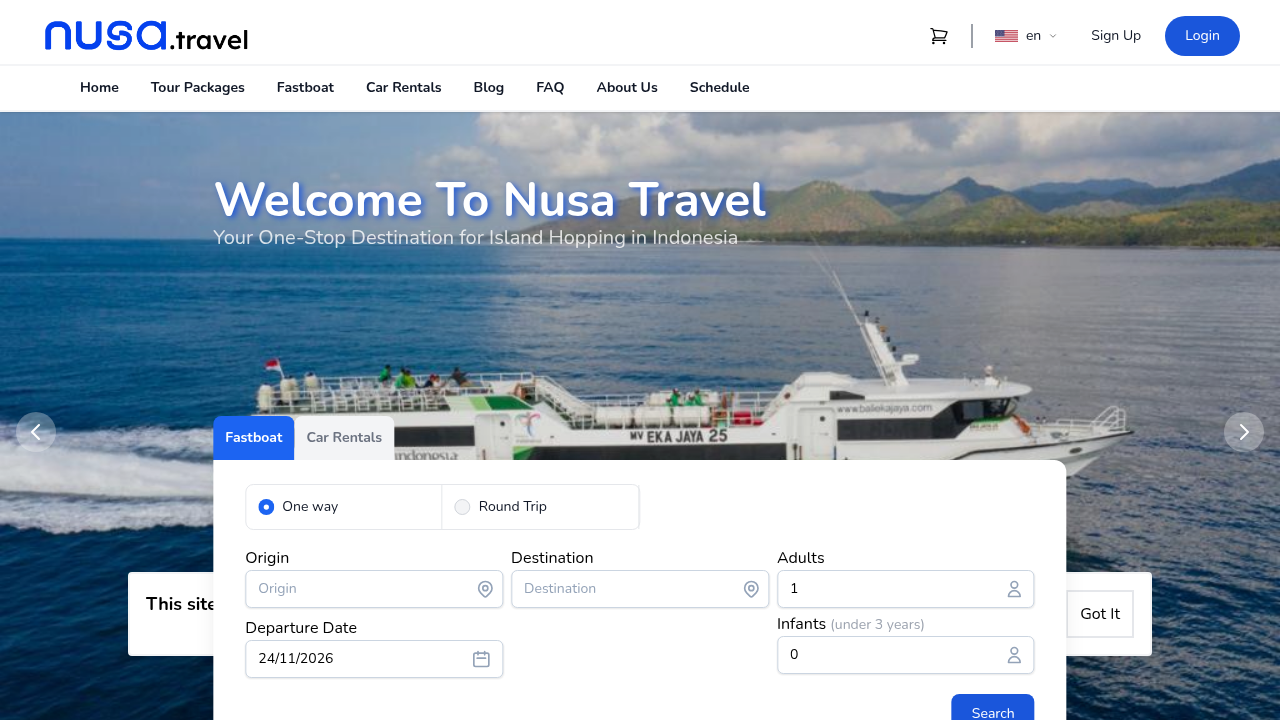 nusa.travel
en
Sign Up
Login
Home
Tour Packages
Fastboat
Car Rentals
Blog
FAQ
About Us
Schedule
Welcome To Nusa Travel
Your One-Stop Destination for Island Hopping in Indonesia
www.baliekajaya.com
MV EKA JAYA 25
Fastboat
Car Rentals
One way
Round Trip
Origin
Destination
Adults
Origin
Destination
1
Departure Date
Infants (under 3 years)
24/11/2026
0
This site
Got It
Search